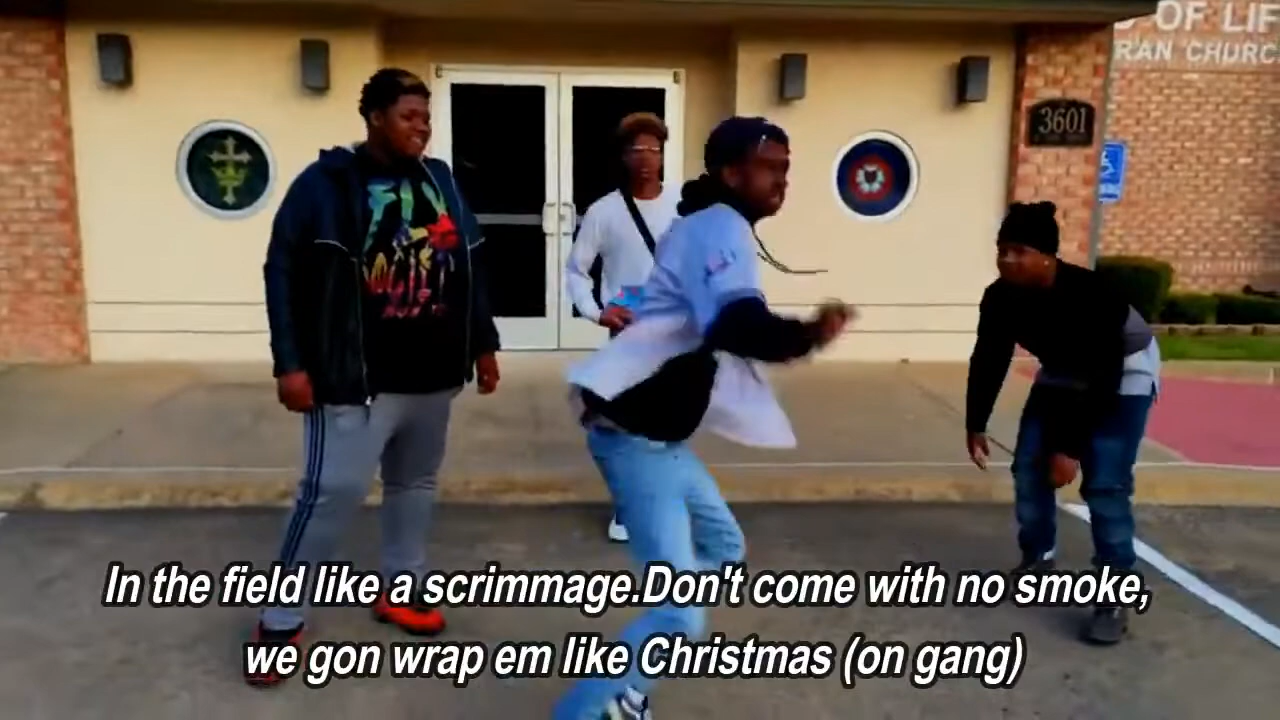 OF LIF
RAN CHURC
3601
In the field like a scrimmage.Don't come with no smoke,
we gon wrap em like Christmas (on gang)